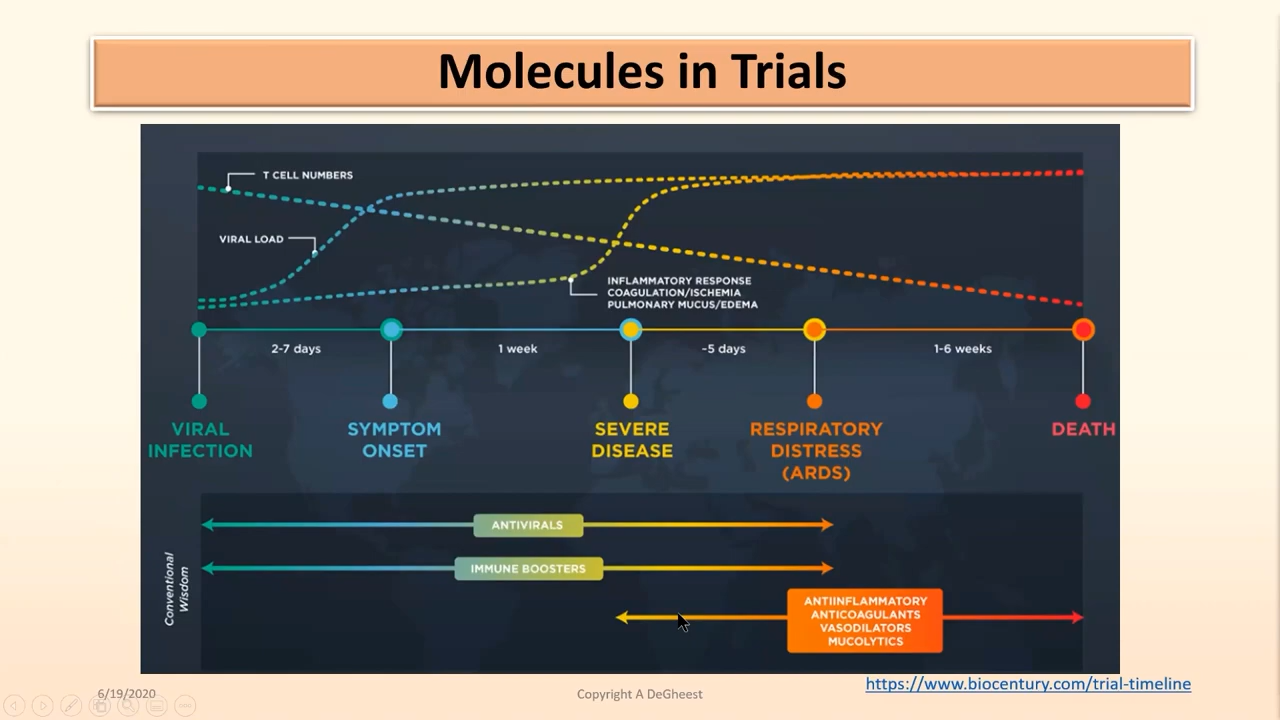 Molecules in Trials
T CELL NUMBERS
VIRAL LOAD
INFLAMMATORY RESPONSE
COAGULATION/ISCHEMIA
PULMONARY MUCUS/EDEMA
2-7 days
1 week
~5 days
1-6 weeks
VIRAL
INFECTION
SYMPTOM
ONSET
SEVERE
DISEASE
RESPIRATORY
DISTRESS
(ARDS)
DEATH
Conventional
Wisdom
ANTIVIRALS
IMMUNE BOOSTERS
ANTIINFLAMMATORY
ANTICOAGULANTS
VASODILATORS
MUCOLYTICS
https://www.biocentury.com/trial-timeline
6/19/2020
Copyright A DeGheest